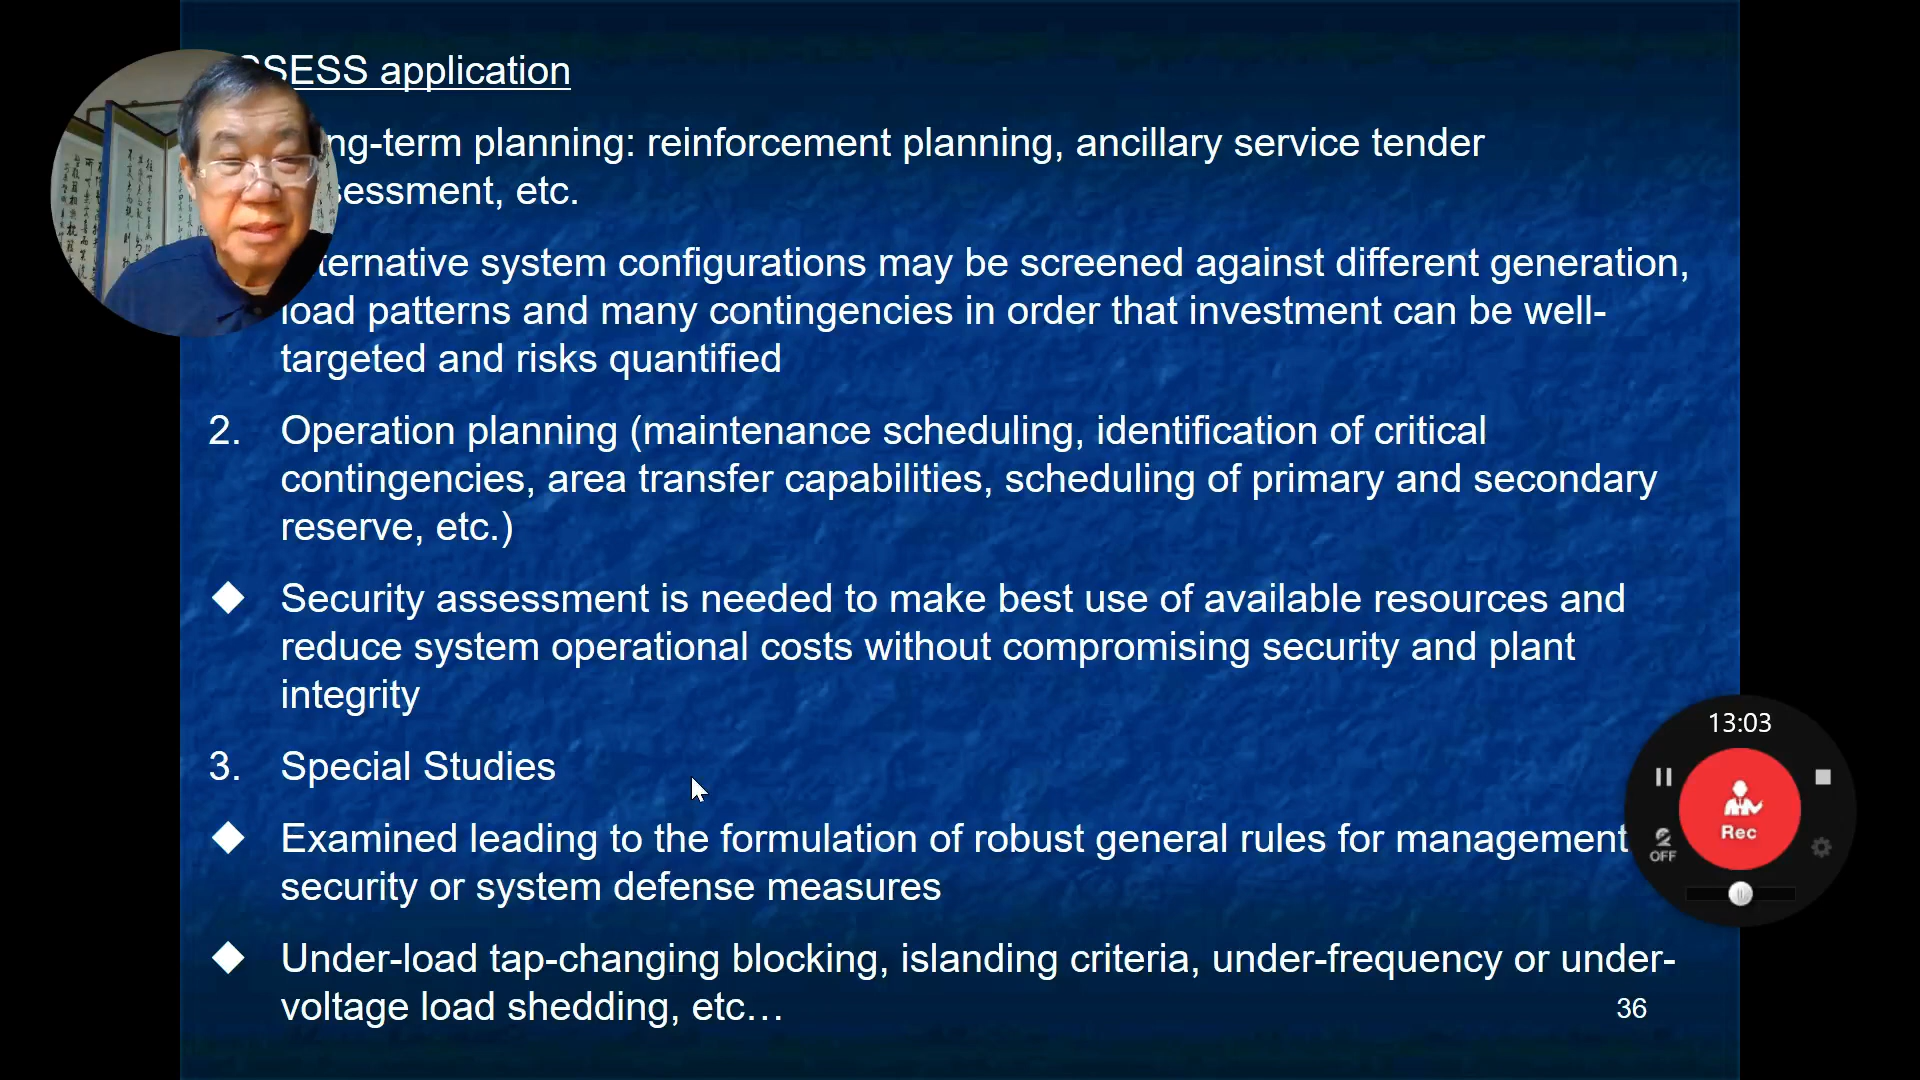 SSESS application
ng-term planning: reinforcement planning, ancillary service tender
sessment, etc.
ternative system configurations may be screened against different generation,
load patterns and many contingencies in order that investment can be well-
targeted and risks quantified
2. Operation planning (maintenance scheduling, identification of critical
contingencies, area transfer capabilities, scheduling of primary and secondary
reserve, etc.)
Security assessment is needed to make best use of available resources and
reduce system operational costs without compromising security and plant
integrity
3. Special Studies
Examined leading to the formulation of robust general rules for management
security or system defense measures
Under-load tap-changing blocking, islanding criteria, under-frequency or under-
voltage load shedding, etc…
36
13:03
Rec
OFF